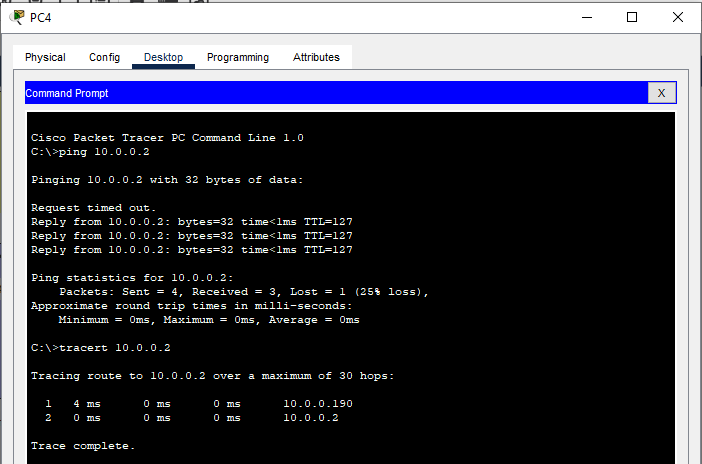 PC4
Physical Config Desktop Programming Attributes
Command Prompt X
Cisco Packet Tracer PC Command Line 1.0
C:\>ping 10.0.0.2
Pinging 10.0.0.2 with 32 bytes of data:
Request timed out.
Reply from 10.0.0.2: bytes=32 time<1ms TTL=127
Reply from 10.0.0.2: bytes=32 time<1ms TTL=127
Reply from 10.0.0.2: bytes=32 time<1ms TTL=127
Ping statistics for 10.0.0.2:
Packets: Sent = 4, Received = 3, Lost = 1 (25% loss),
Approximate round trip times in milli-seconds:
Minimum = 0ms, Maximum = 0ms, Average = 0ms
C:\>tracert 10.0.0.2
Tracing route to 10.0.0.2 over a maximum of 30 hops:
1 4 ms 0 ms 0 ms 10.0.0.190
2 0 ms 0 ms 0 ms 10.0.0.2
Trace complete.